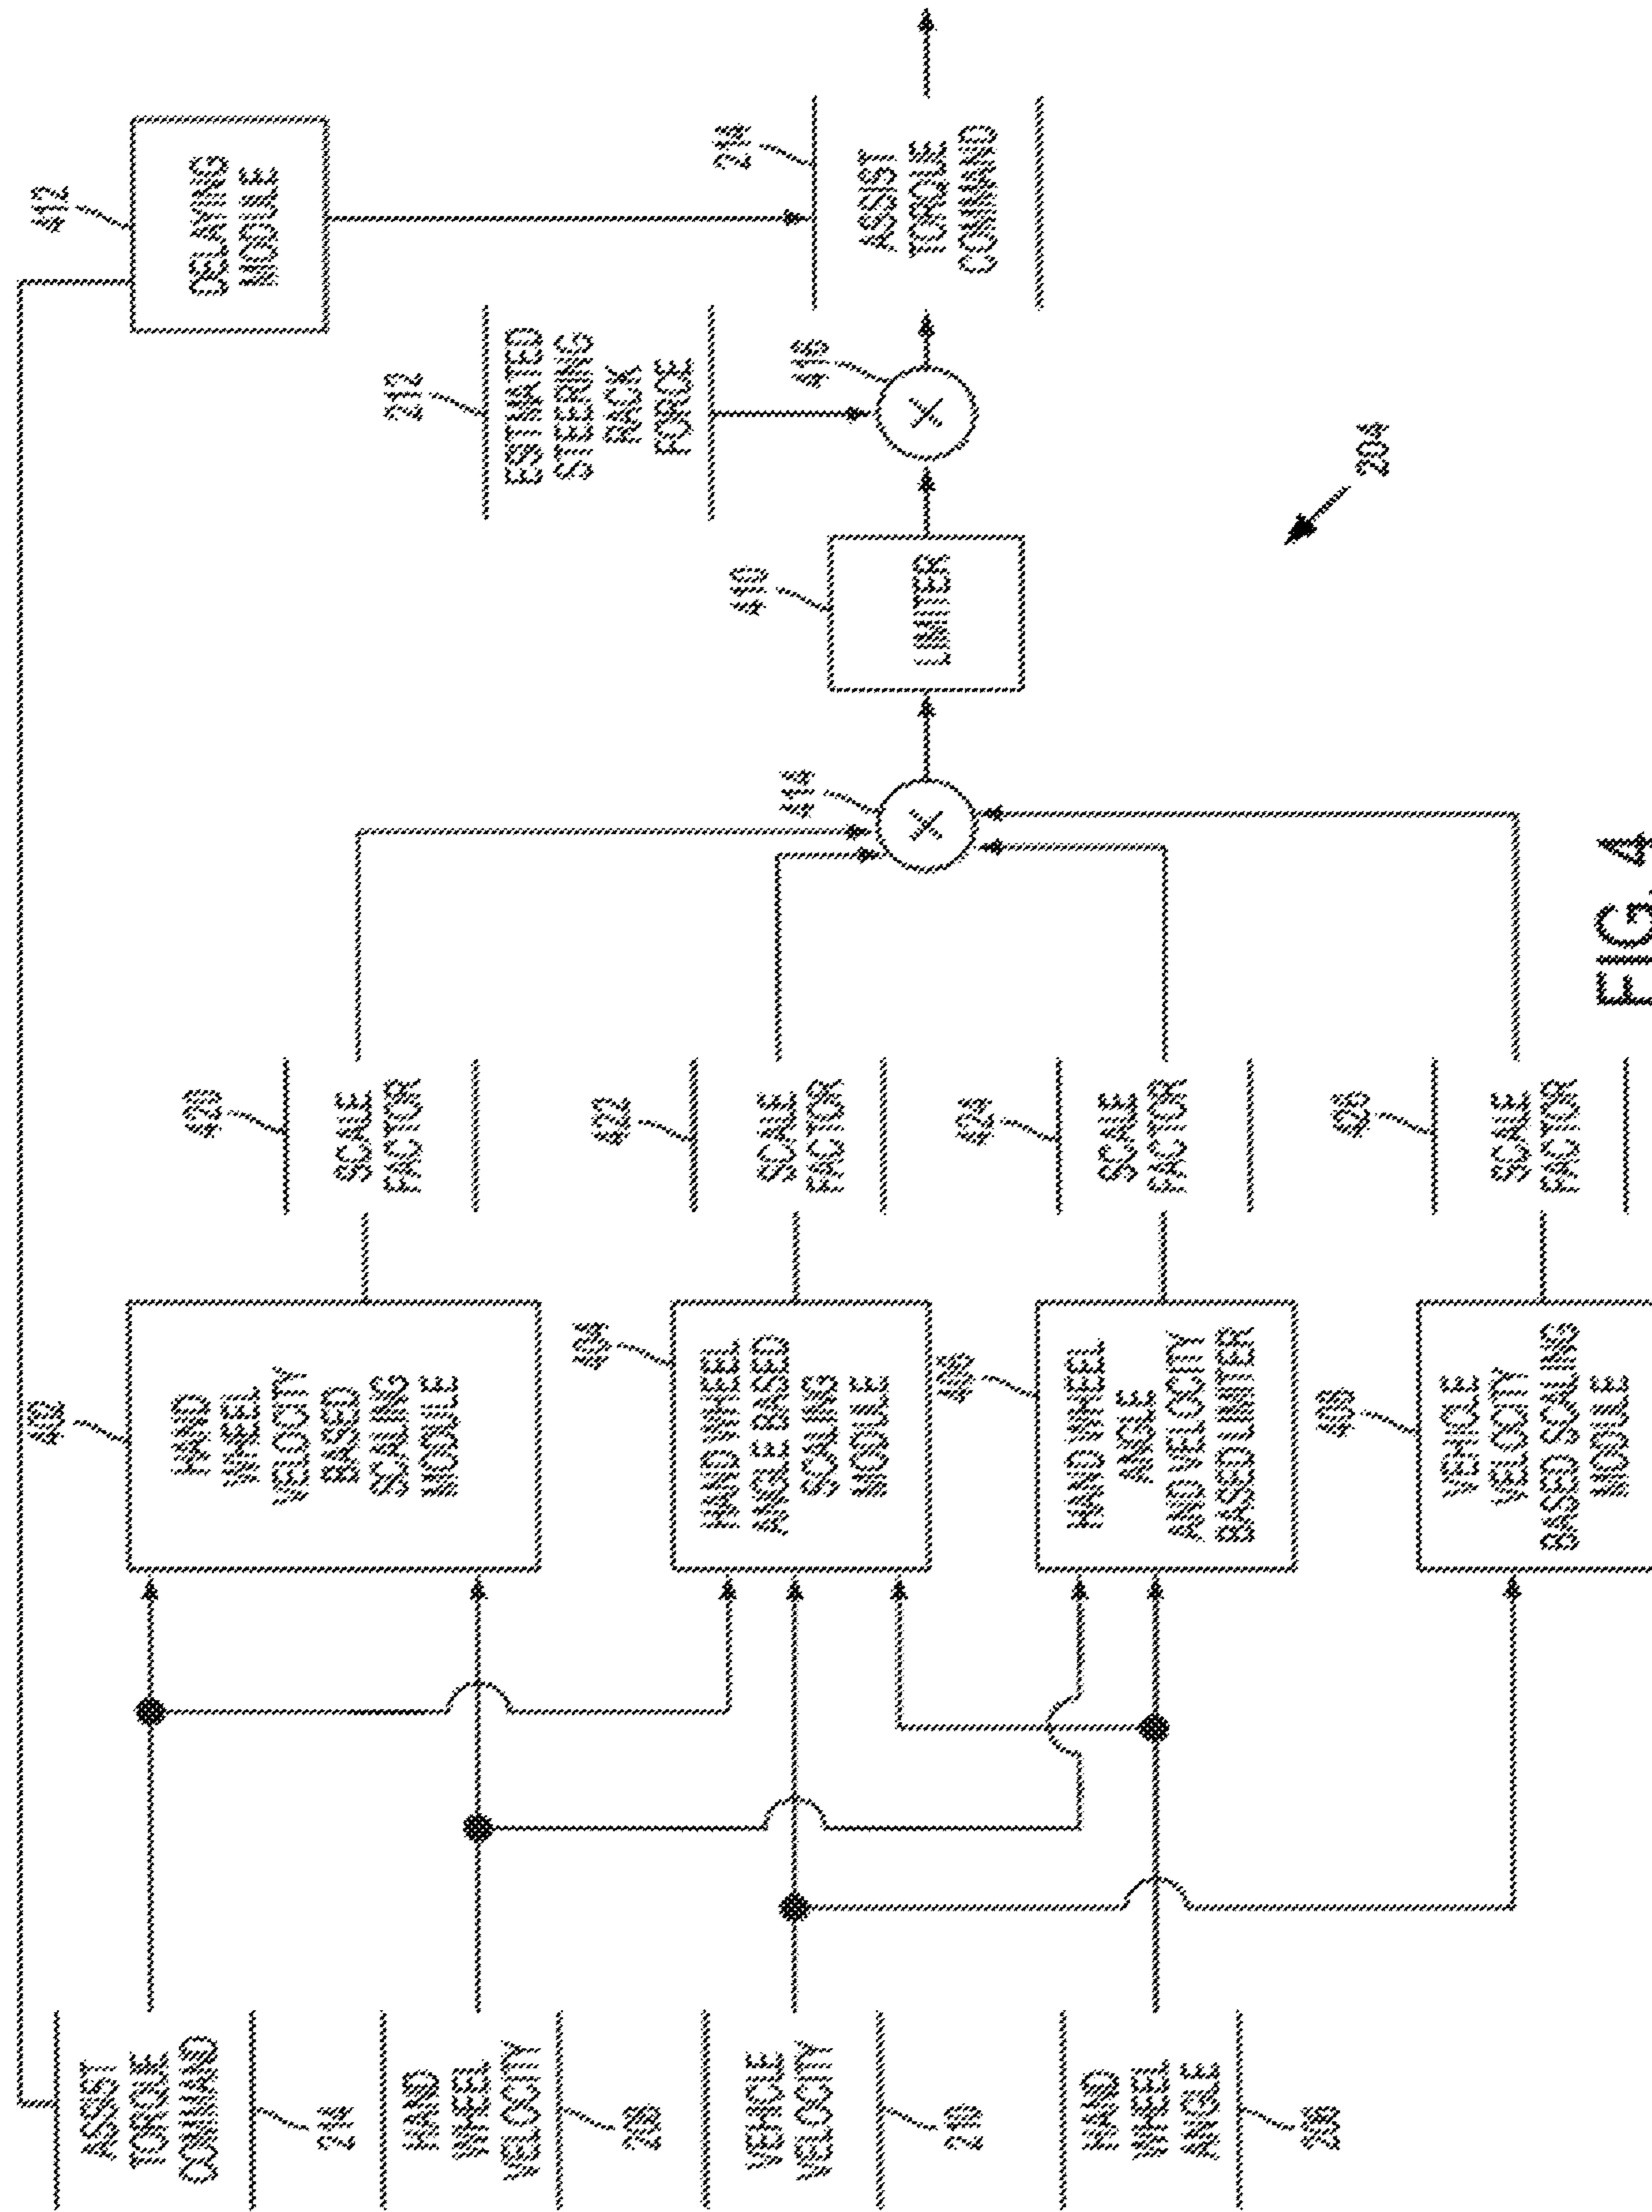 412
DELAYING
MODULE
402
HAND
WHEEL
VELOCITY
BASED
SCALING
MODULE
420
SCALE
FACTOR
ASSIST
TORQUE
COMMAND
214
HAND
WHEEL
VELOCITY
208
VEHICLE
VELOCITY
210
HAND
WHEEL
ANGLE
206
404
HAND WHEEL
ANGLE BASED
SCALING
MODULE
422
SCALE
FACTOR
406
HAND WHEEL
ANGLE
AND VELOCITY
BASED LIMITER
424
SCALE
FACTOR
408
VEHICLE
VELOCITY
BASED SCALING
MODULE
426
SCALE
FACTOR
414
X
410
LIMITER
212
ESTIMATED
STEERING
RACK
FORCE
416
X
214
ASSIST
TORQUE
COMMAND
204
FIG. 4